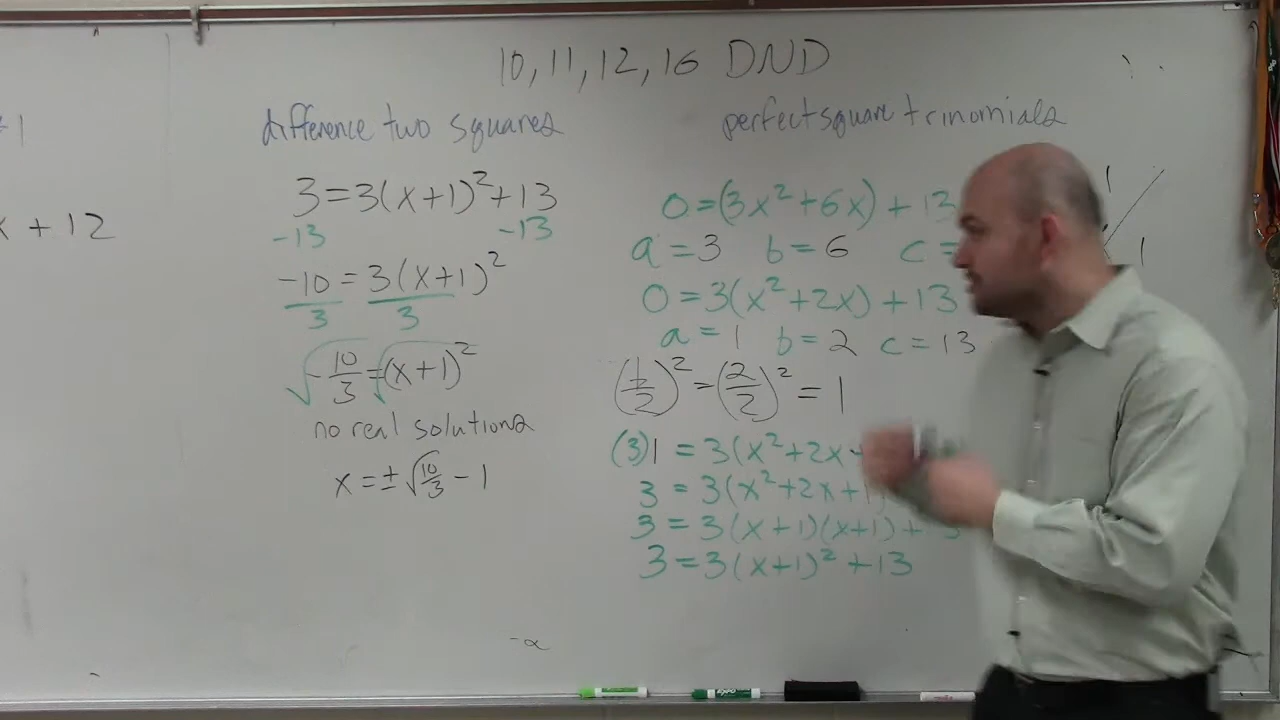 10, 11, 12, 16 DND
difference two squares
3=3(x+1)²+13
-13 -13
-10=3(x+1)²
3 3
√-10/3=√(x+1)²
no real solutions
x=±√10/3-1
x+12
perfect square trinomials
0=(3x²+6x)+13
a=3 b=6 c=
0=3(x²+2x)+13
a=1 b=2 c=13
(b/2)²=(2/2)²=1
(3)1=3(x²+2x+
3=3(x²+2x+1)
3=3(x+1)(x+1)+13
3=3(x+1)²+13
-α